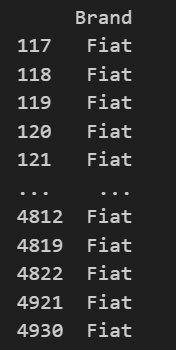 Brand
117 Fiat
118 Fiat
119 Fiat
120 Fiat
121 Fiat
... ...
4812 Fiat
4819 Fiat
4822 Fiat
4921 Fiat
4930 Fiat